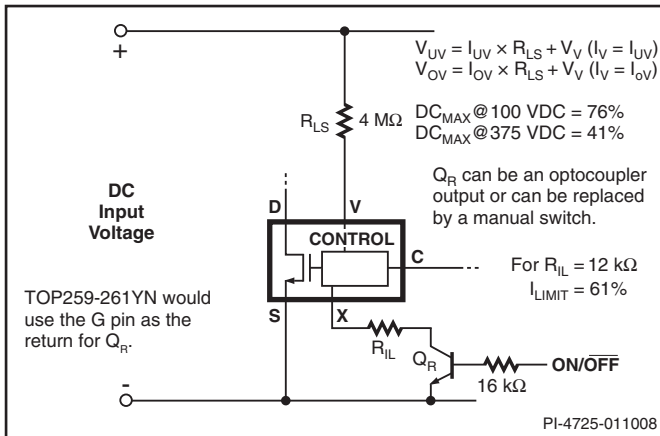 +
V_UV = I_UV × R_LS + V_V (I_V = I_UV)
V_OV = I_OV × R_LS + V_V (I_V = I_oV)
R_LS
4 MΩ
DC_MAX@100 VDC = 76%
DC_MAX@375 VDC = 41%
Q_R can be an optocoupler
output or can be replaced
by a manual switch.
DC
Input
Voltage
D
V
CONTROL
C
For R_IL = 12 kΩ
I_LIMIT = 61%
TOP259-261YN would
use the G pin as the
return for Q_R.
S
X
R_IL
Q_R
ON/O̅F̅F̅
16 kΩ
-
PI-4725-011008